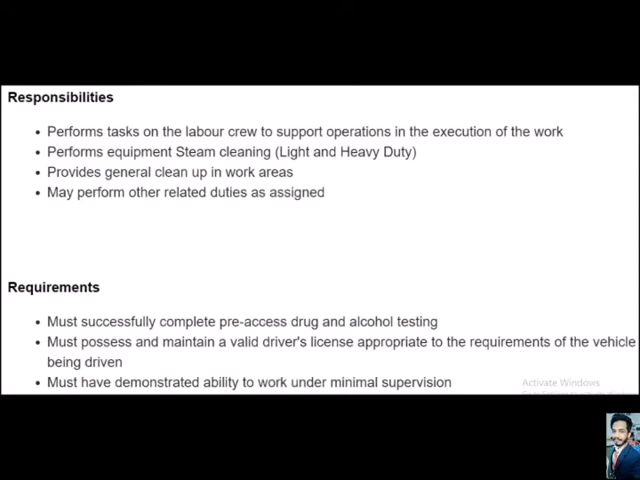 Responsibilities
Performs tasks on the labour crew to support operations in the execution of the work
Performs equipment Steam cleaning (Light and Heavy Duty)
Provides general clean up in work areas
May perform other related duties as assigned
Requirements
Must successfully complete pre-access drug and alcohol testing
Must possess and maintain a valid driver's license appropriate to the requirements of the vehicle
being driven
Must have demonstrated ability to work under minimal supervision
Activate Windows